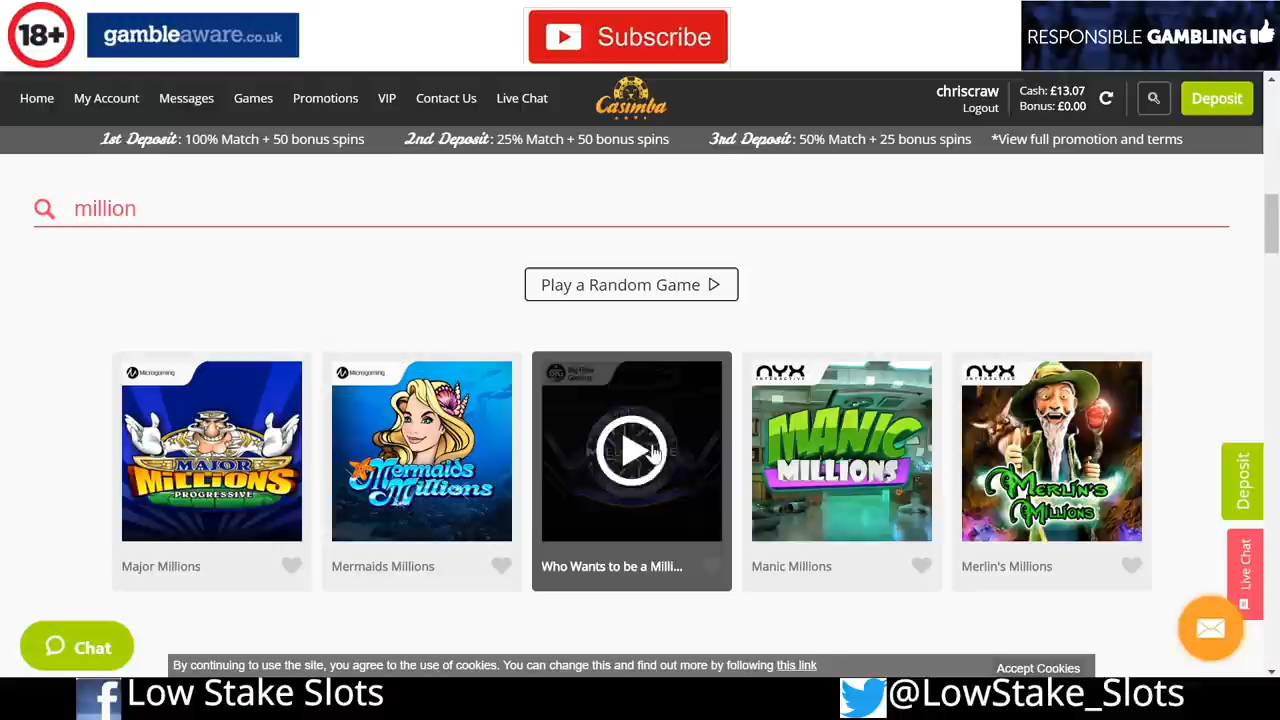 18+
gambleaware.co.uk
Subscribe
RESPONSIBLE GAMBLING
Home
My Account
Messages
Games
Promotions
VIP
Contact Us
Live Chat
Casimba
chriscraw
Logout
Cash: £13.07
Bonus: £0.00
Deposit
1st Deposit: 100% Match + 50 bonus spins
2nd Deposit: 25% Match + 50 bonus spins
3rd Deposit: 50% Match + 25 bonus spins
*View full promotion and terms
million
Play a Random Game
Microgaming
MAJOR
MILLIONS
PROGRESSIVE
Microgaming
Mermaids
Millions
Big Time
Gaming
NYX
INTERACTIVE
MANIC
MILLIONS
NYX
INTERACTIVE
MERLIN'S
MILLIONS
Major Millions
Mermaids Millions
Who Wants to be a Milli...
Manic Millions
Merlin's Millions
Deposit
Live Chat
Chat
By continuing to use the site, you agree to the use of cookies. You can change this and find out more by following this link
Accept Cookies
Low Stake Slots
@LowStake_Slots